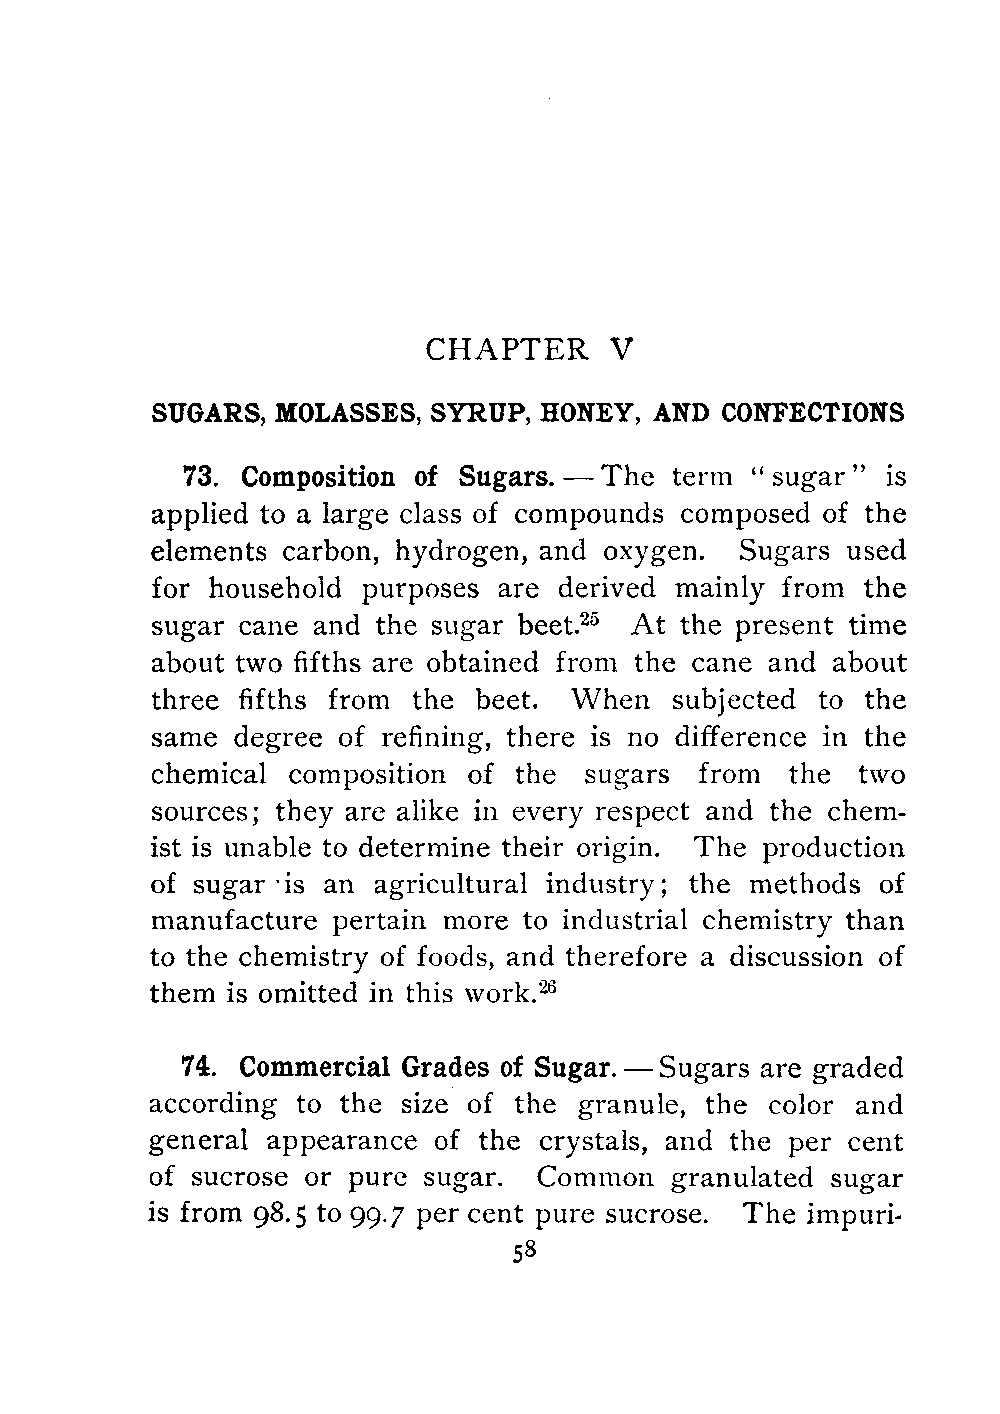 CHAPTER V
SUGARS, MOLASSES, SYRUP, HONEY, AND CONFECTIONS
73. Composition of Sugars. — The term “sugar” is
applied to a large class of compounds composed of the
elements carbon, hydrogen, and oxygen. Sugars used
for household purposes are derived mainly from the
sugar cane and the sugar beet.²⁵ At the present time
about two fifths are obtained from the cane and about
three fifths from the beet. When subjected to the
same degree of refining, there is no difference in the
chemical composition of the sugars from the two
sources; they are alike in every respect and the chem-
ist is unable to determine their origin. The production
of sugar is an agricultural industry; the methods of
manufacture pertain more to industrial chemistry than
to the chemistry of foods, and therefore a discussion of
them is omitted in this work.²⁶
74. Commercial Grades of Sugar. — Sugars are graded
according to the size of the granule, the color and
general appearance of the crystals, and the per cent
of sucrose or pure sugar. Common granulated sugar
is from 98.5 to 99.7 per cent pure sucrose. The impuri-
58